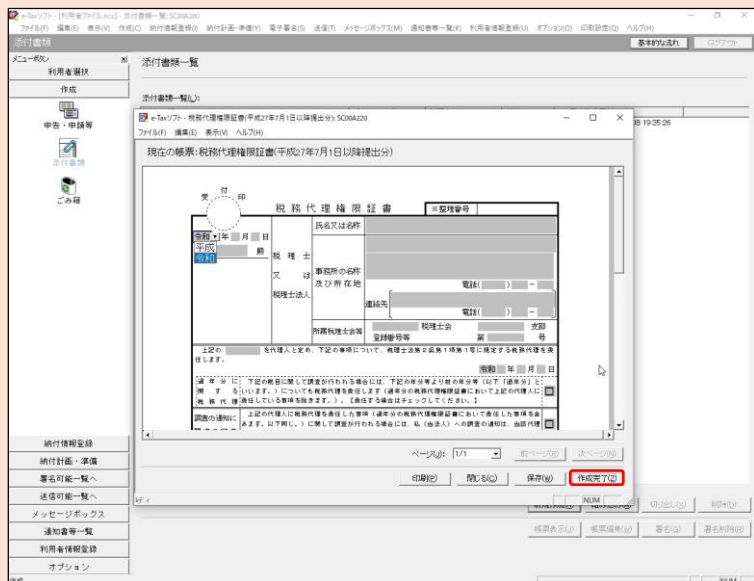 e-Taxソフト - [利用者ファイル.ncc] - 添付書類一覧:SC00A200
ファイル(F) 編集(E) 表示(V) 作成(C) 納付情報登録(I) 納付計画・準備(Y) 電子署名(S) 送信(T) メッセージボックス(M) 通知書等一覧(K) 利用者情報登録(U) オプション(O) 印刷設定(Q) ヘルプ(H)
添付書類
基本的な流れ
ログアウト
メニューボタン
利用者選択
作成
申告・申請等
添付書類
ごみ箱
納付情報登録
納付計画・準備
署名可能一覧へ
送信可能一覧へ
メッセージボックス
通知書等一覧
利用者情報登録
オプション
添付書類一覧
添付書類一覧(L):
19:35:26
e-Taxソフト - 税務代理権限証書(平成27年7月1日以降提出分):SC00A220
ファイル(F) 編集(E) 表示(V) ヘルプ(H)
現在の帳票:税務代理権限証書(平成27年7月1日以降提出分)
受 付 印
税 務 代 理 権 限 証 書
※整理番号
令和 年 月 日
平成
令和
殿
税 理 士
又 は
税理士法人
氏名又は名称
事務所の名称
及び所在地
電話( ) -
連絡先
電話( ) -
所属税理士会等
税理士会 支部
登録番号等 第 号
上記の を代理人と定め、下記の事項について、税理士法第2条第1項第1号に規定する税務代理を委
任します。
令和 年 月 日
過 年 分 に
関 す る
税 務 代 理
下記の税目に関して調査が行われる場合には、下記の年分等より前の年分等(以下「過年分」と
いいます。)についても税務代理を委任します(過年分の税務代理権限証書において上記の代理人に
委任している事項を除きます。)。【委任する場合はチェックしてください。】
調査の通知に
上記の代理人に税務代理を委任した事項(過年分の税務代理権限証書において委任した事項を含
みます。以下同じ。)に関して調査が行われる場合には、私(当法人)への調査の通知は、当該代理
ページ(J): 1/1 前ページ(B) 次ページ(N)
印刷(P) 閉じる(C) 保存(W) 作成完了(Z)
レディ
NUM
切り出し(X) 削除(D)
帳票表示(J) 帳票編集(W) 署名(G) 署名削除(R)
作成
NUM